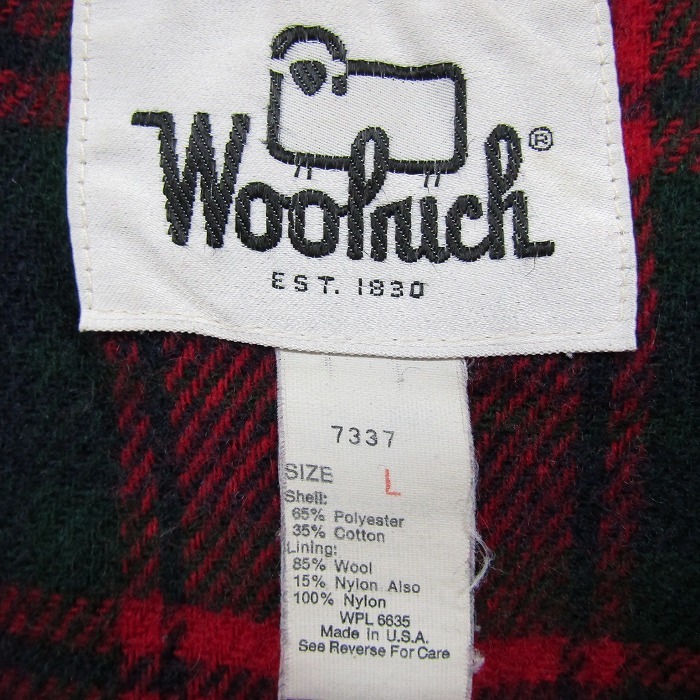 Woolrich®
EST. 1830
7337
SIZE L
Shell:
65% Polyester
35% Cotton
Lining:
85% Wool
15% Nylon Also
100% Nylon
WPL 6635
Made In U.S.A.
See Reverse For Care